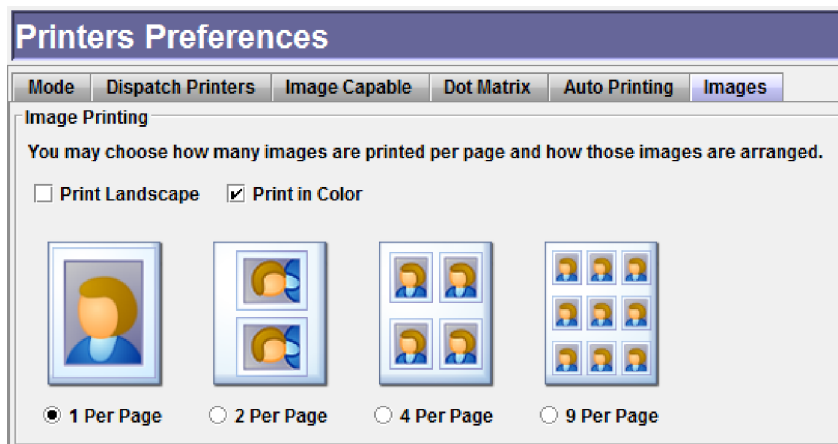 Printers Preferences
Mode Dispatch Printers Image Capable Dot Matrix Auto Printing Images
Image Printing
You may choose how many images are printed per page and how those images are arranged.
Print Landscape Print in Color
1 Per Page 2 Per Page 4 Per Page 9 Per Page